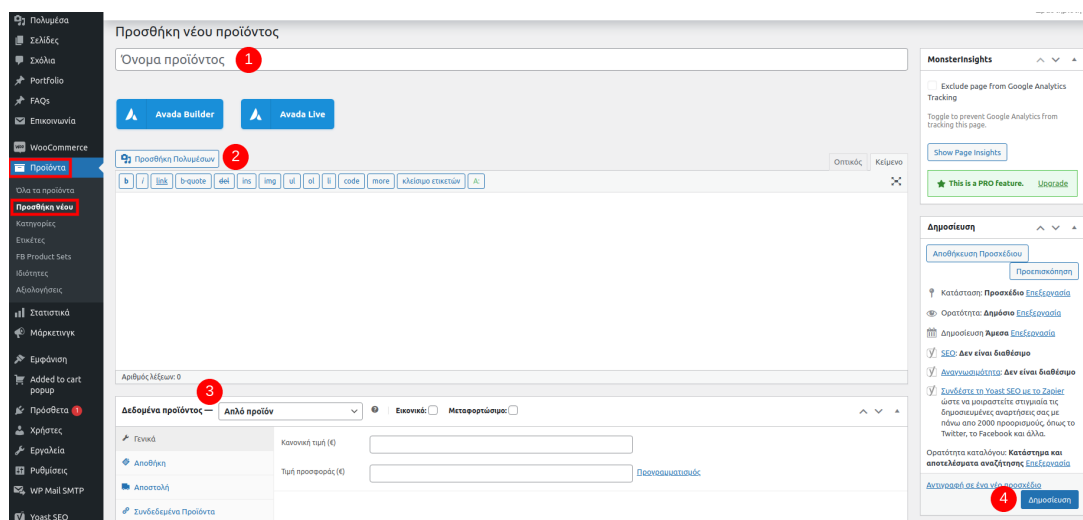 Πολυμέσα
Σελίδες
Σχόλια
Portfolio
FAQs
Επικοινωνία
WooCommerce
Προϊόντα
Όλα τα προϊόντα
Προσθήκη νέου
Κατηγορίες
Ετικέτες
FB Product Sets
Ιδιότητες
Αξιολογήσεις
Στατιστικά
Μάρκετινγκ
Εμφάνιση
Added to cart
popup
Πρόσθετα 1
Χρήστες
Εργαλεία
Ρυθμίσεις
WP Mail SMTP
Yoast SEO
Προσθήκη νέου προϊόντος
Όνομα προϊόντος 1
Avada Builder Avada Live
Προσθήκη Πολυμέσων 2
Οπτικός Κείμενο
b i link b-quote del ins img ul ol li code more κλείσιμο ετικετών A:
Αριθμός λέξεων: 0
3
Δεδομένα προϊόντος — Απλό προϊόν Εικονικό: Μεταφορτώσιμο:
Γενικά
Αποθήκη
Αποστολή
Συνδεδεμένα Προϊόντα
Κανονική τιμή (€)
Τιμή προσφοράς (€) Προγραμματισμός
MonsterInsights
Exclude page from Google Analytics
Tracking
Toggle to prevent Google Analytics from
tracking this page.
Show Page Insights
This is a PRO feature. Upgrade
Δημοσίευση
Αποθήκευση Προσχέδιου
Προεπισκόπηση
Κατάσταση: Προσχέδιο Επεξεργασία
Ορατότητα: Δημόσιο Επεξεργασία
Δημοσίευση Άμεσα Επεξεργασία
SEO: Δεν είναι διαθέσιμο
Αναγνωσιμότητα: Δεν είναι διαθέσιμο
Συνδέστε τη Yoast SEO με το Zapier
ώστε να μοιραστείτε στιγμιαία τις
δημοσιευμένες αναρτήσεις σας με
πάνω απο 2000 προορισμούς, όπως το
Twitter, το Facebook και άλλα.
Ορατότητα καταλόγου: Κατάστημα και
αποτελέσματα αναζήτησης Επεξεργασία
Αντιγραφή σε ένα νέο προσχέδιο
4 Δημοσίευση